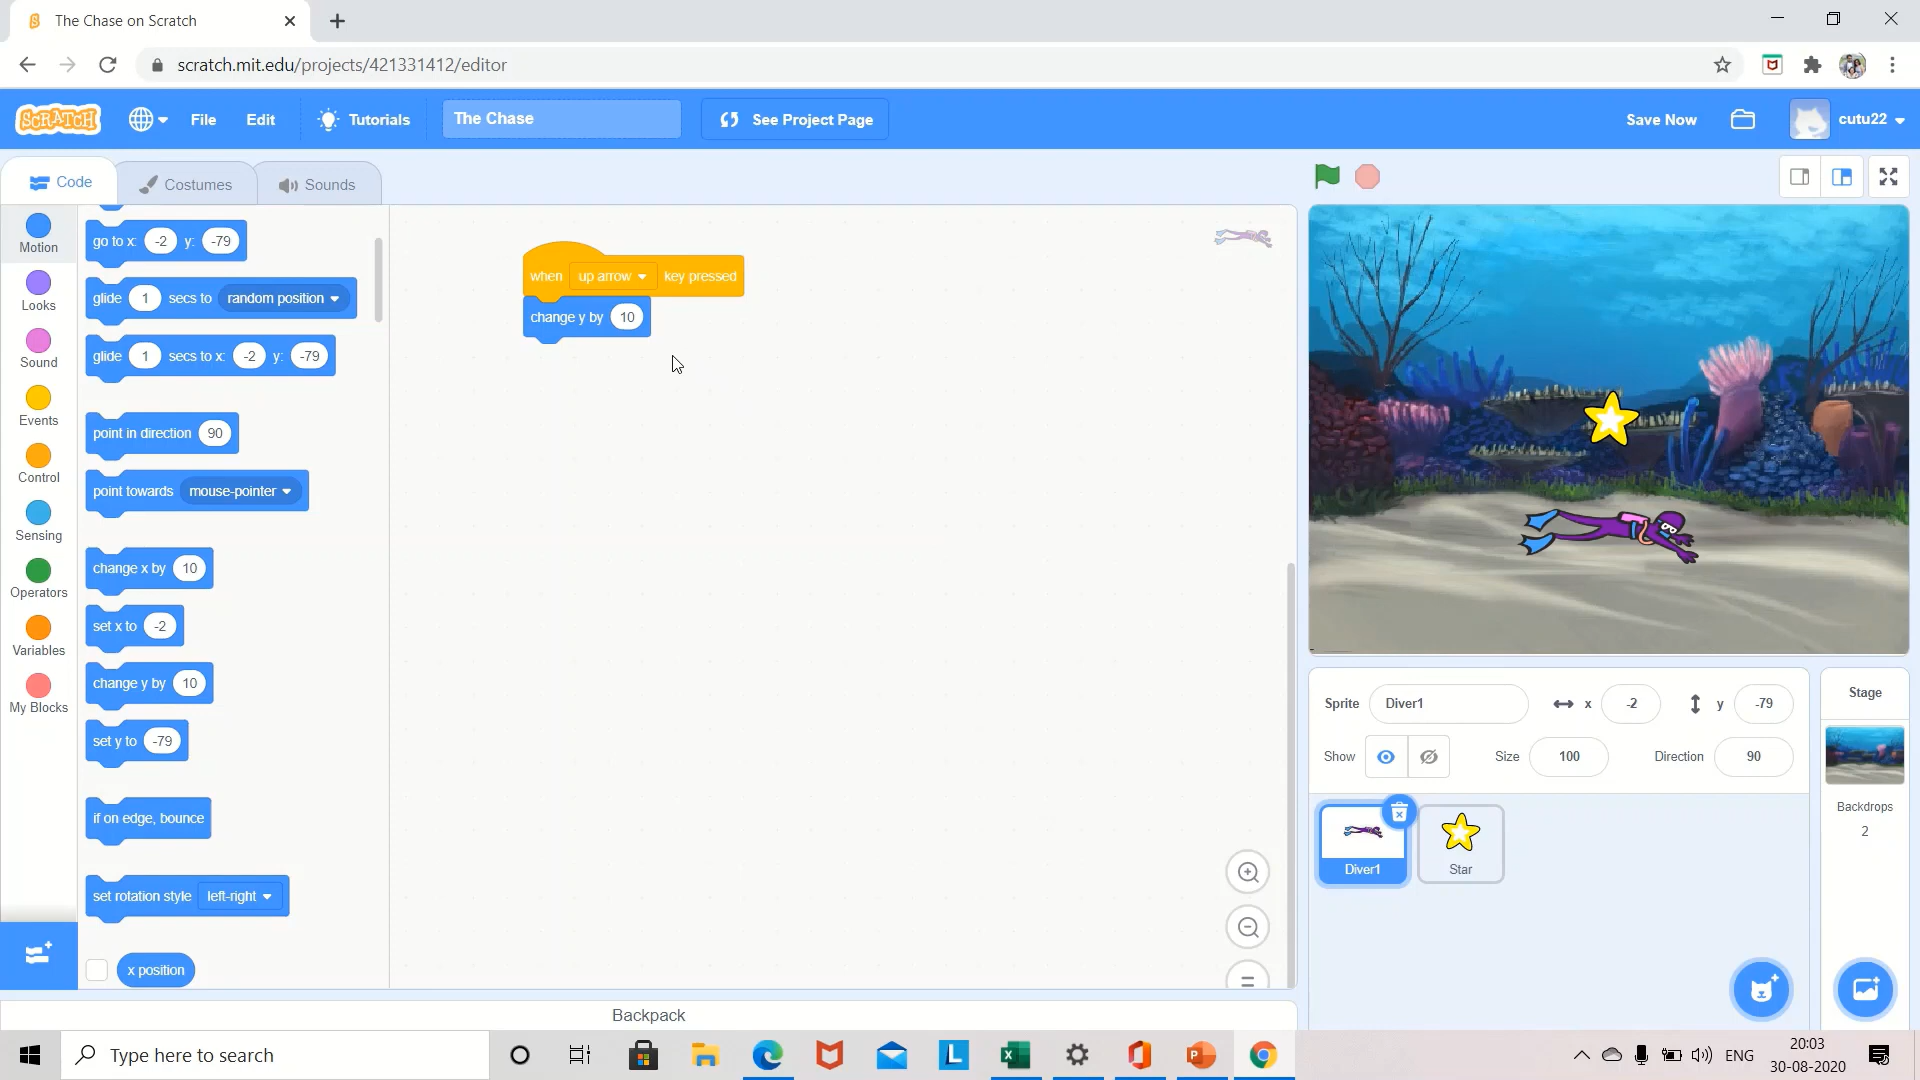 The Chase on Scratch
scratch.mit.edu/projects/421331412/editor
SCRATCH
File
Edit
Tutorials
The Chase
See Project Page
Save Now
cutu22
Code
Costumes
Sounds
Motion
Looks
Sound
Events
Control
Sensing
Operators
Variables
My Blocks
go to x: -2 y: -79
glide 1 secs to random position
glide 1 secs to x: -2 y: -79
point in direction 90
point towards mouse-pointer
change x by 10
set x to -2
change y by 10
set y to -79
if on edge, bounce
set rotation style left-right
x position
when up arrow key pressed
change y by 10
Backpack
Sprite Diver1 x -2 y -79
Show Size 100 Direction 90
Diver1
Star
Stage
Backdrops
2
Type here to search
L
ENG
20:03
30-08-2020